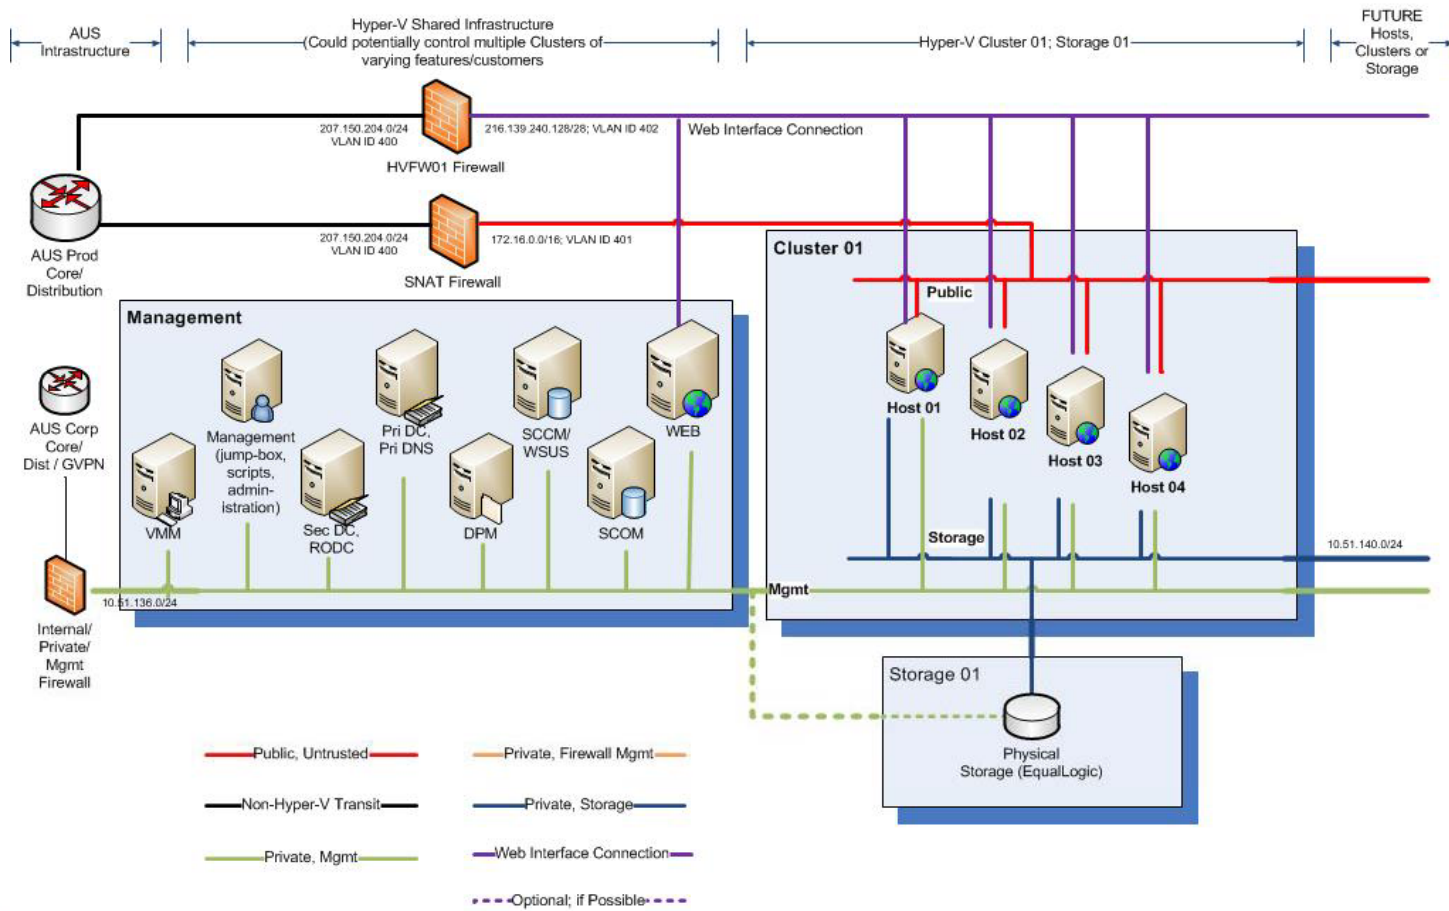 AUS
Intrastructure
Hyper-V Shared Infrastructure
(Could potentially control multiple Clusters of
varying features/customers
Hyper-V Cluster 01; Storage 01
FUTURE
Hosts,
Clusters or
Storage
207.150.204.0/24
VLAN ID 400
216.139.240.128/28; VLAN ID 402
Web Interface Connection
HVFW01 Firewall
207.150.204.0/24
VLAN ID 400
172.16.0.0/16; VLAN ID 401
SNAT Firewall
AUS Prod
Core/
Distribution
Cluster 01
Public
Management
Host 01
Host 02
Host 03
Host 04
AUS Corp
Core/
Dist / GVPN
VMM
Management
(jump-box,
scripts,
admin-
istration)
Sec DC,
RODC
Pri DC,
Pri DNS
DPM
SCCM/
WSUS
SCOM
WEB
Storage
10.51.140.0/24
Mgmt
10.51.136.0/24
Internal/
Private/
Mgmt
Firewall
Storage 01
Physical
Storage (EqualLogic)
Public, Untrusted
Private, Firewall Mgmt
Non-Hyper-V Transit
Private, Storage
Private, Mgmt
Web Interface Connection
Optional; if Possible